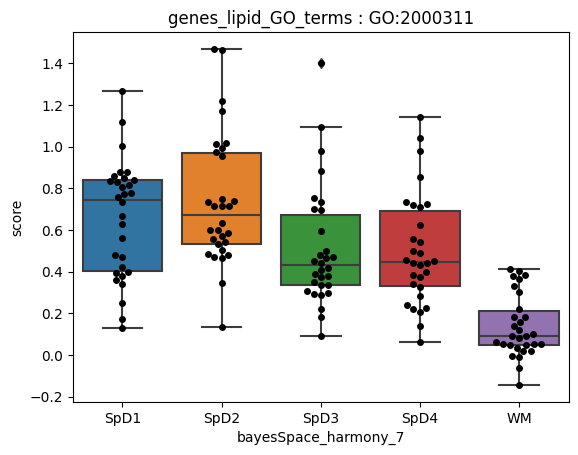 genes_lipid_GO_terms : GO:2000311
score
1.4
1.2
1.0
0.8
0.6
0.4
0.2
0.0
−0.2
SpD1 SpD2 SpD3 SpD4 WM
bayesSpace_harmony_7